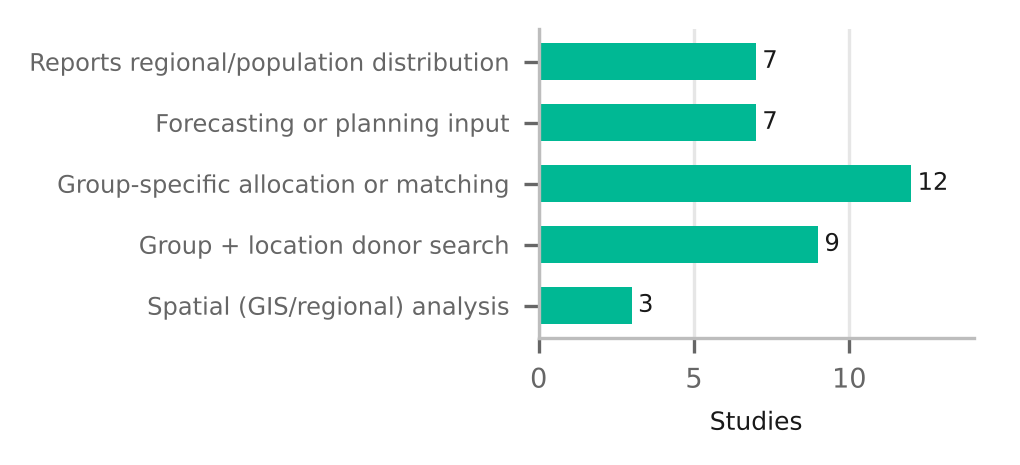 Reports regional/population distribution 7
Forecasting or planning input 7
Group-specific allocation or matching 12
Group + location donor search 9
Spatial (GIS/regional) analysis 3
0 5 10
Studies